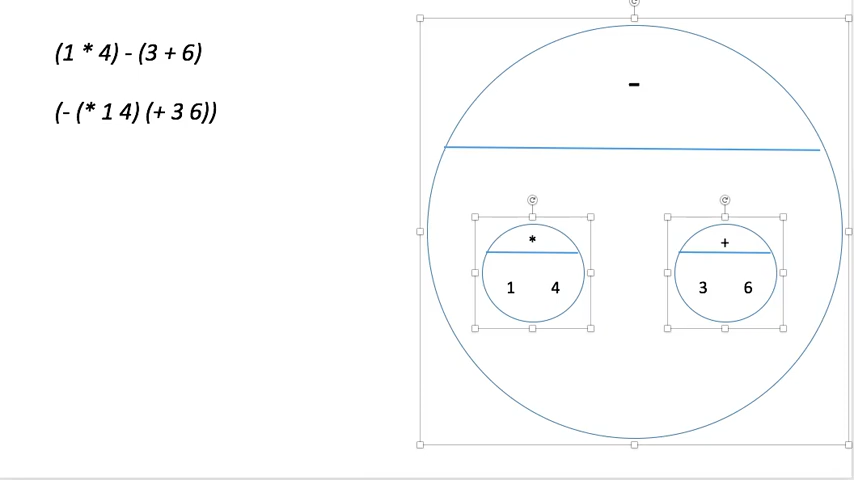 (1 * 4) - (3 + 6)
(- (* 1 4) (+ 3 6))
-
*
1 4
+
3 6